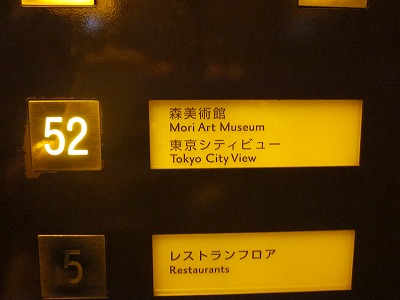 52
森美術館
Mori Art Museum
東京シティビュー
Tokyo City View
5
レストランフロア
Restaurants